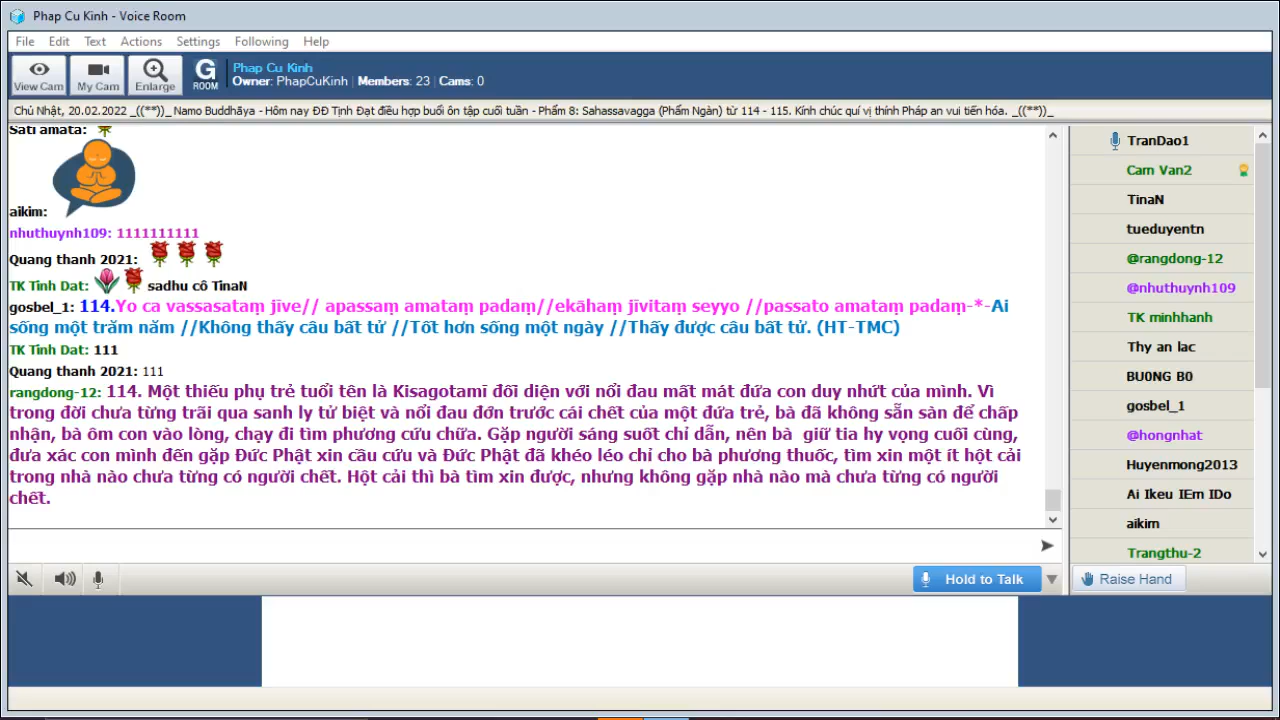 Phap Cu Kinh - Voice Room
File Edit Text Actions Settings Following Help
View Cam My Cam Enlarge G ROOM Phap Cu Kinh
Owner: PhapCuKinh | Members: 23 | Cams: 0
Chủ Nhật, 20.02.2022 _((**))_ Namo Buddhāya - Hôm nay ĐĐ Tịnh Đạt điều hợp buổi ôn tập cuối tuần - Phẩm 8: Sahassavagga (Phẩm Ngàn) từ 114 - 115. Kính chúc quí vị thính Pháp an vui tiến hóa. _((**))_
Sati amata:
aikim:
nhuthuynh109: 1111111111
Quang thanh 2021:
TK Tinh Dat: sadhu cô TinaN
gosbel_1: 114.Yo ca vassasataṃ jīve// apassaṃ amataṃ padaṃ//ekāhaṃ jīvitaṃ seyyo //passato amataṃ padaṃ-*-Ai
sống một trăm năm //Không thấy câu bất tử //Tốt hơn sống một ngày //Thấy được câu bất tử. (HT-TMC)
TK Tinh Dat: 111
Quang thanh 2021: 111
rangdong-12: 114. Một thiếu phụ trẻ tuổi tên là Kisagotamī đối diện với nổi đau mất mát đứa con duy nhứt của mình. Vì
trong đời chưa từng trãi qua sanh ly tử biệt và nổi đau đớn trước cái chết của một đứa trẻ, bà đã không sẵn sàn để chấp
nhận, bà ôm con vào lòng, chạy đi tìm phương cứu chữa. Gặp người sáng suốt chỉ dẫn, nên bà giữ tia hy vọng cuối cùng,
đưa xác con mình đến gặp Đức Phật xin cầu cứu và Đức Phật đã khéo léo chỉ cho bà phương thuốc, tìm xin một ít hột cải
trong nhà nào chưa từng có người chết. Hột cải thì bà tìm xin được, nhưng không gặp nhà nào mà chưa từng có người
chết.
TranDao1
Cam Van2
TinaN
tueduyentn
@rangdong-12
@nhuthuynh109
TK minhhanh
Thy an lac
BU0NG B0
gosbel_1
@hongnhat
Huyenmong2013
Ai Ikeu IEm IDo
aikim
Trangthu-2
Hold to Talk
Raise Hand